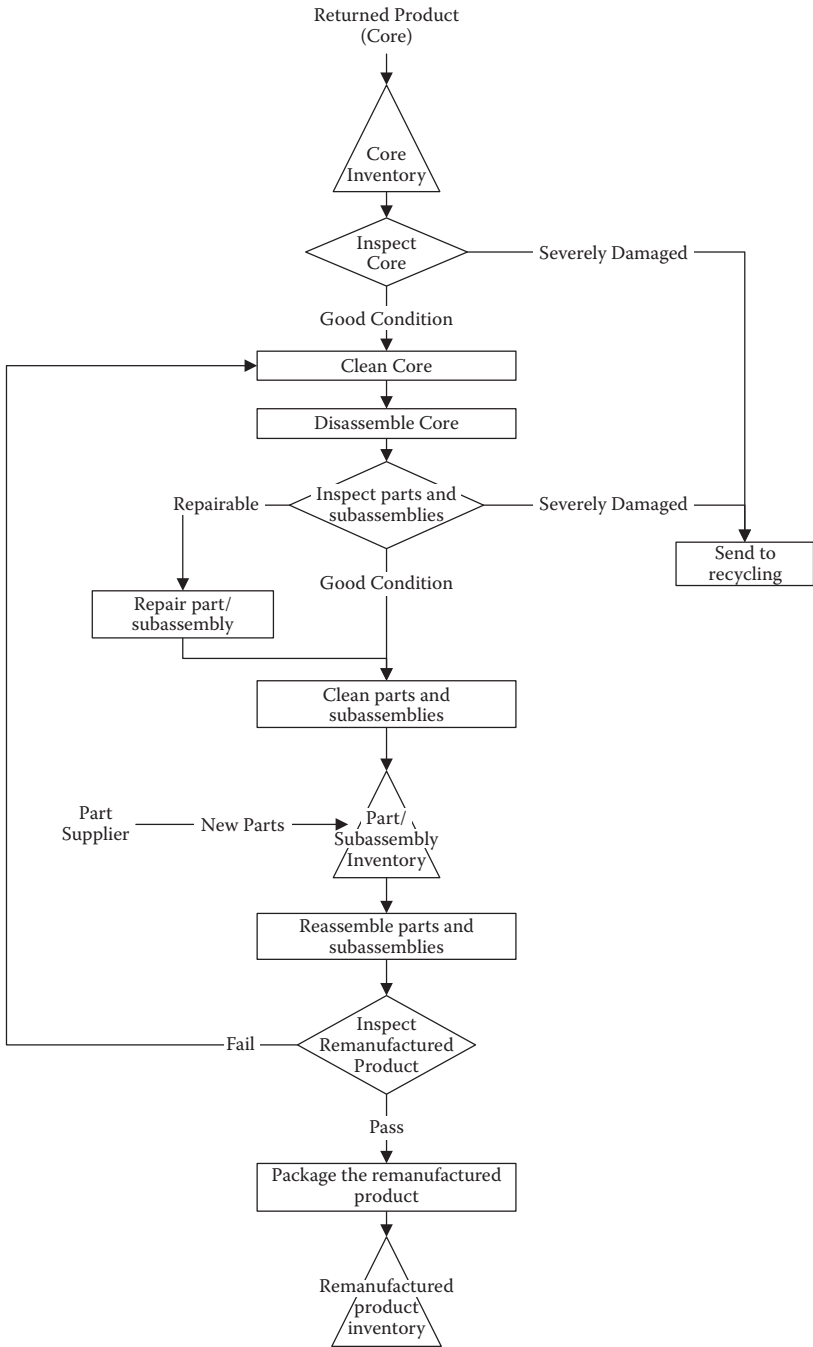 Returned Product
(Core)
Core
Inventory
Inspect
Core
Severely Damaged
Good Condition
Clean Core
Disassemble Core
Inspect parts and
subassemblies
Repairable
Severely Damaged
Send to
recycling
Good Condition
Repair part/
subassembly
Clean parts and
subassemblies
Part
Supplier
New Parts
Part/
Subassembly
Inventory
Reassemble parts and
subassemblies
Inspect
Remanufactured
Product
Fail
Pass
Package the remanufactured
product
Remanufactured
product
inventory